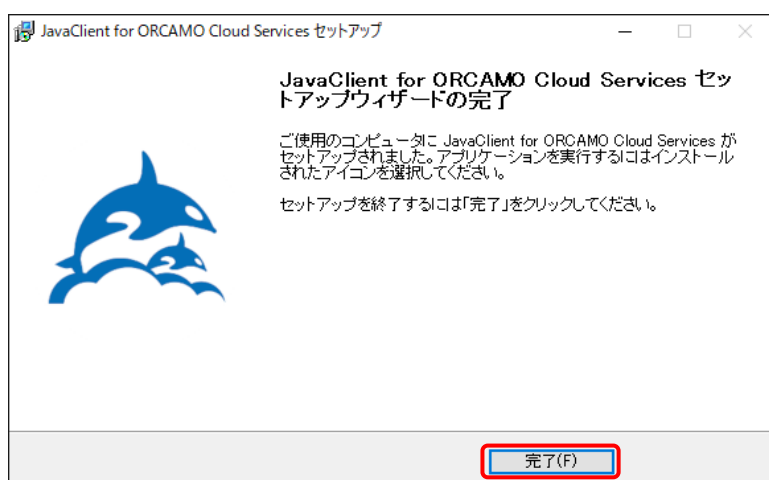 JavaClient for ORCAMO Cloud Services セットアップ
JavaClient for ORCAMO Cloud Services セッ
トアップウィザードの完了
ご使用のコンピュータに JavaClient for ORCAMO Cloud Services が
セットアップされました。アプリケーションを実行するにはインストール
されたアイコンを選択してください。
セットアップを終了するには「完了」をクリックしてください。
完了(F)